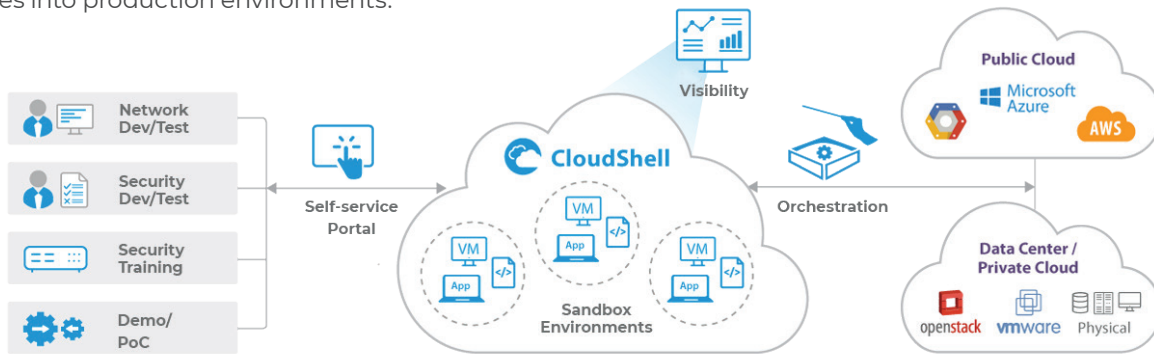 es into production environments.
Network
Dev/Test
Security
Dev/Test
Security
Training
Demo/
PoC
Self-service
Portal
Visibility
CloudShell
VM
</>
App
VM
</>
App
VM
</>
App
Sandbox
Environments
Orchestration
Public Cloud
Microsoft
Azure
AWS
Data Center /
Private Cloud
openstack
vmware
Physical